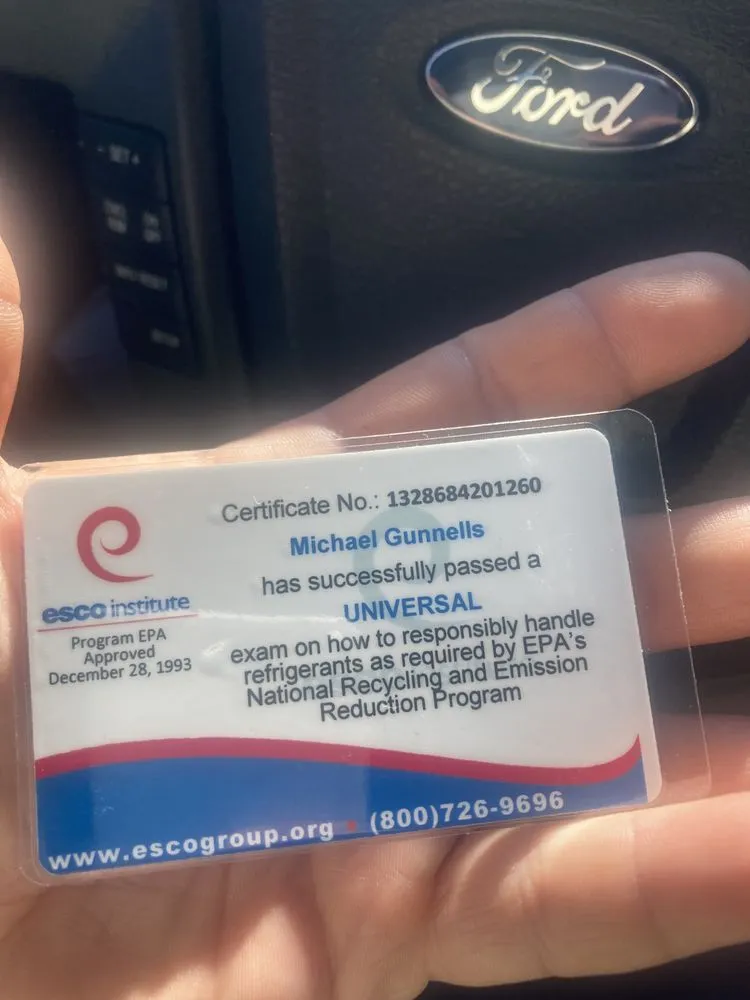 Ford
SET +
Certificate No.: 1328684201260
Michael Gunnells
has successfully passed a
UNIVERSAL
exam on how to responsibly handle
refrigerants as required by EPA's
National Recycling and Emission
Reduction Program
esco institute
Program EPA
Approved
December 28, 1993
www.escogroup.org • (800)726-9696